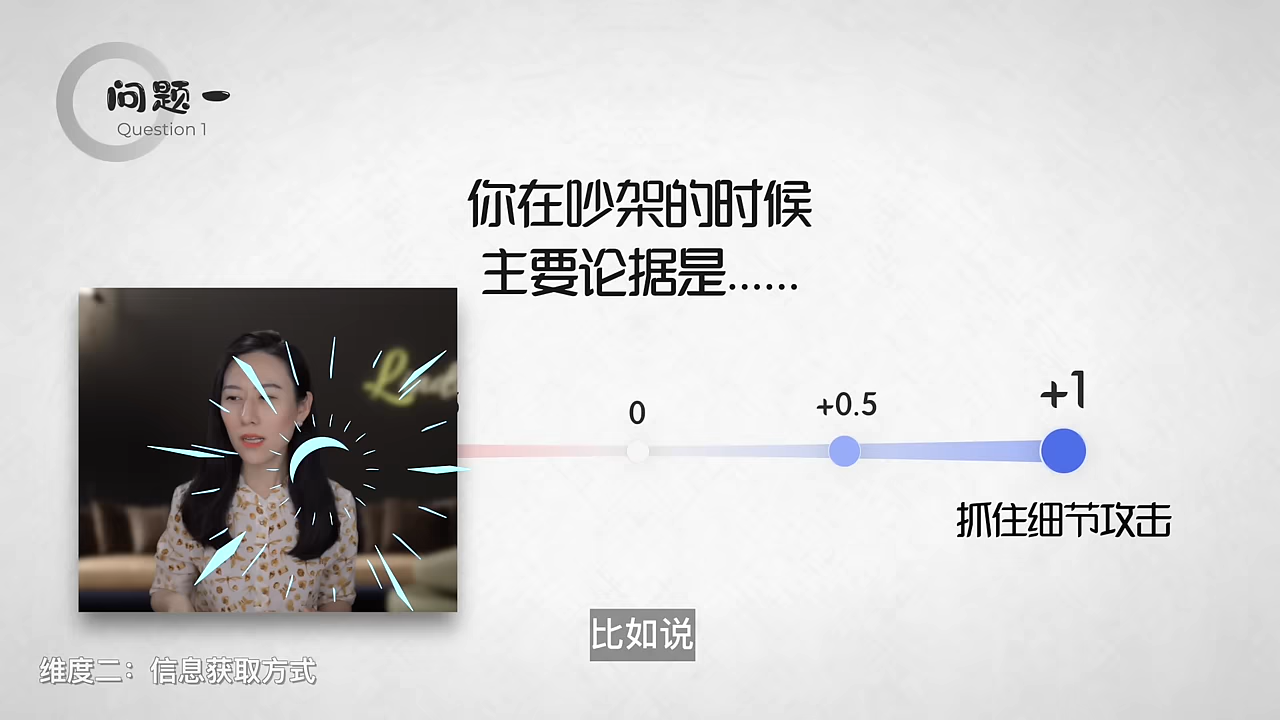 问题一
Question 1
你在吵架的时候
主要论据是......
0
+0.5
+1
抓住细节攻击
比如说
维度二：信息获取方式